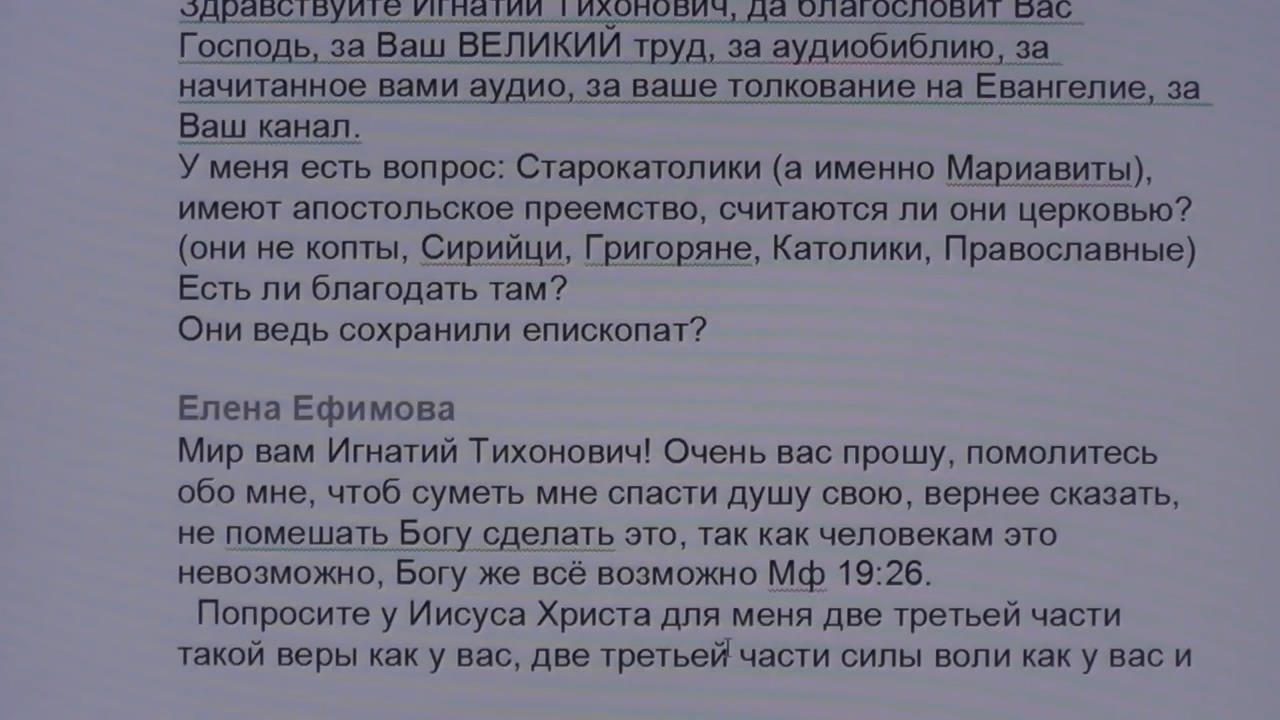 Здравствуйте Игнатий Тихонович, да благословит Вас
Господь, за Ваш ВЕЛИКИЙ труд, за аудиобиблию, за
начитанное вами аудио, за ваше толкование на Евангелие, за
Ваш канал.
У меня есть вопрос: Старокатолики (а именно Мариавиты),
имеют апостольское преемство, считаются ли они церковью?
(они не копты, Сирийци, Григоряне, Католики, Православные)
Есть ли благодать там?
Они ведь сохранили епископат?
Елена Ефимова
Мир вам Игнатий Тихонович! Очень вас прошу, помолитесь
обо мне, чтоб суметь мне спасти душу свою, вернее сказать,
не помешать Богу сделать это, так как человекам это
невозможно, Богу же всё возможно Мф 19:26.
Попросите у Иисуса Христа для меня две третьей части
такой веры как у вас, две третьей части силы воли как у вас и